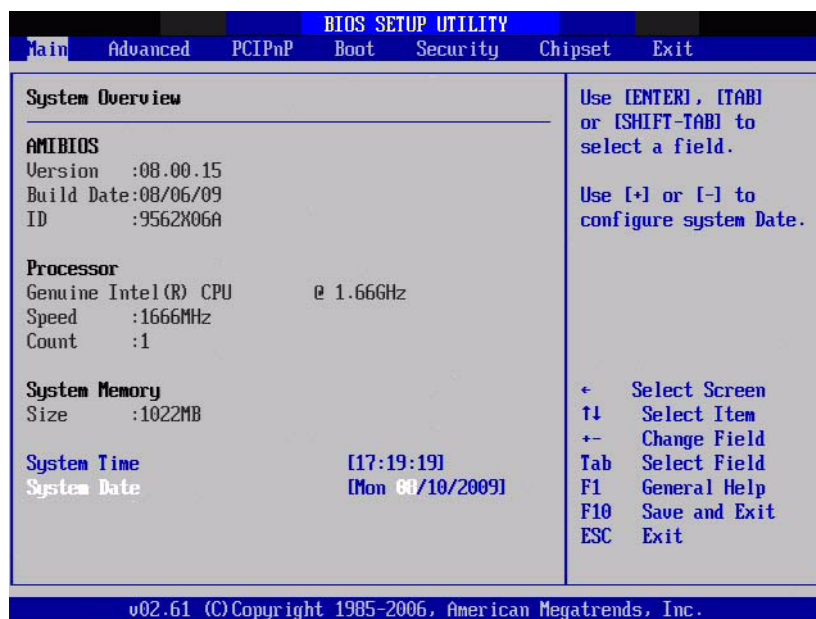 BIOS SETUP UTILITY
Main Advanced PCIPnP Boot Security Chipset Exit
System Overview
AMIBIOS
Version :08.00.15
Build Date:08/06/09
ID :9562X06A
Processor
Genuine Intel(R) CPU @ 1.66GHz
Speed :1666MHz
Count :1
System Memory
Size :1022MB
System Time [17:19:19]
System Date [Mon 08/10/2009]
Use [ENTER], [TAB]
or [SHIFT-TAB] to
select a field.
Use [+] or [-] to
configure system Date.
← Select Screen
↑↓ Select Item
+- Change Field
Tab Select Field
F1 General Help
F10 Save and Exit
ESC Exit
v02.61 (C)Copyright 1985-2006, American Megatrends, Inc.